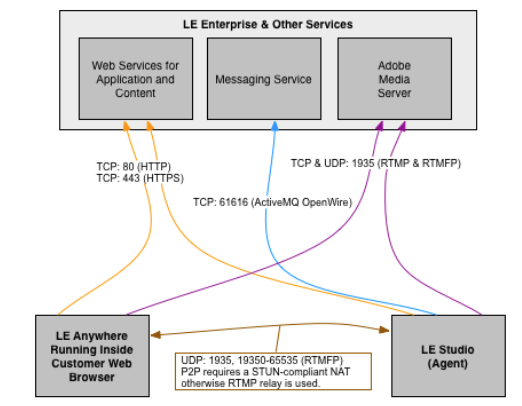 LE Enterprise & Other Services
Web Services for
Application and
Content
Messaging Service
Adobe
Media
Server
TCP: 80 (HTTP)
TCP: 443 (HTTPS)
TCP & UDP: 1935 (RTMP & RTMFP)
TCP: 61616 (ActiveMQ OpenWire)
LE Anywhere
Running Inside
Customer Web
Browser
UDP: 1935, 19350-65535 (RTMFP)
P2P requires a STUN-compliant NAT
otherwise RTMP relay is used.
LE Studio
(Agent)